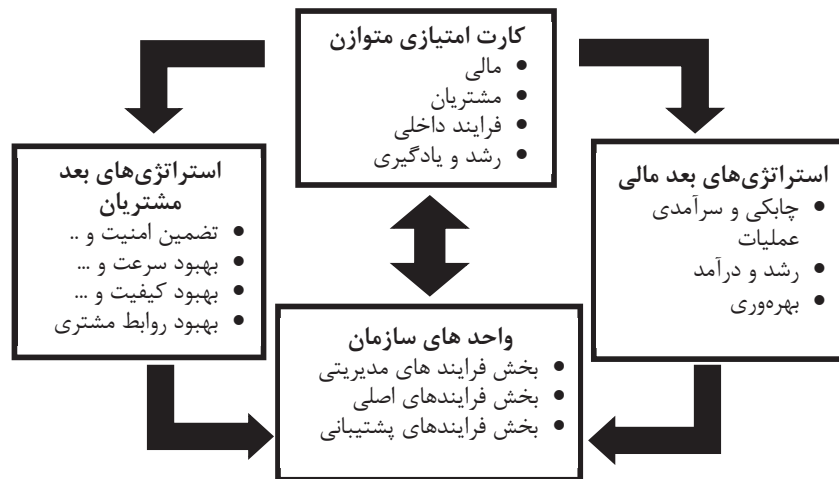 کارت امتیازی متوازن
• مالی
• مشتریان
• فرایند داخلی
• رشد و یادگیری
استراتژی‌های بعد مالی
• چابکی و سرآمدی
عملیات
• رشد و درآمد
• بهره‌وری
استراتژی‌های بعد
مشتریان
• تضمین امنیت و ..
• بهبود سرعت و ...
• بهبود کیفیت و ...
• بهبود روابط مشتری
واحد های سازمان
• بخش فرایند های مدیریتی
• بخش فرایندهای اصلی
• بخش فرایندهای پشتیبانی